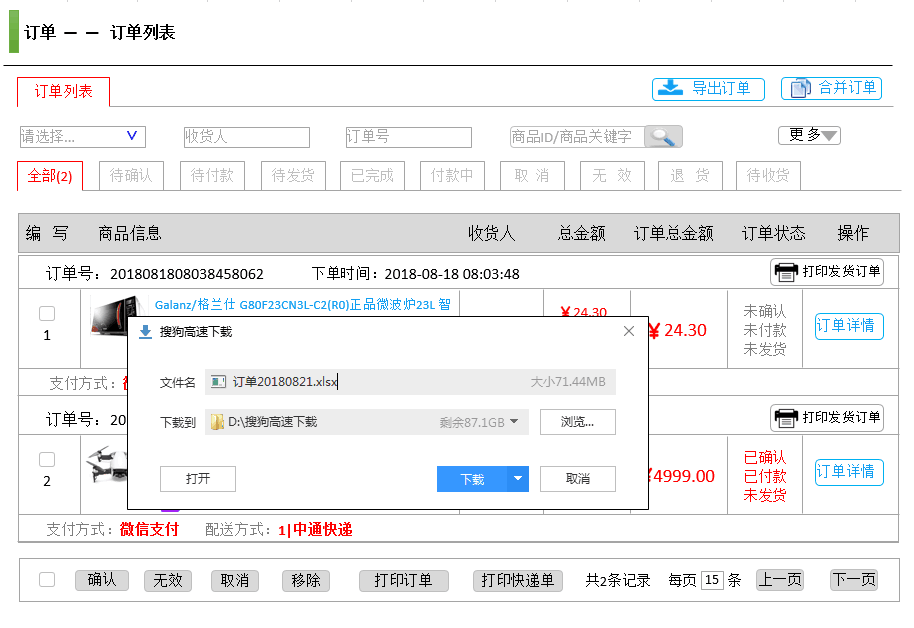 订单 — — 订单列表
订单列表
导出订单
合并订单
请选择... 收货人 订单号 商品ID/商品关键字 更多
全部(2) 待确认 待付款 待发货 已完成 付款中 取 消 无 效 退 货 待收货
编 写 商品信息 收货人 总金额 订单总金额 订单状态 操作
订单号：2018081808038458062 下单时间：2018-08-18 08:03:48 打印发货订单
Galanz/格兰仕 G80F23CN3L-C2(R0)正品微波炉23L 智
1
￥24.30
￥24.30
未确认
未付款
未发货
订单详情
支付方式：
搜狗高速下载
文件名 订单20180821.xlsx 大小71.44MB
下载到 D:\搜狗高速下载 剩余87.1GB 浏览...
打开 下载 取消
订单号：20 打印发货订单
2
4999.00
已确认
已付款
未发货
订单详情
支付方式：微信支付 配送方式：1|中通快递
确认 无效 取消 移除 打印订单 打印快递单 共2条记录 每页 15 条 上一页 下一页